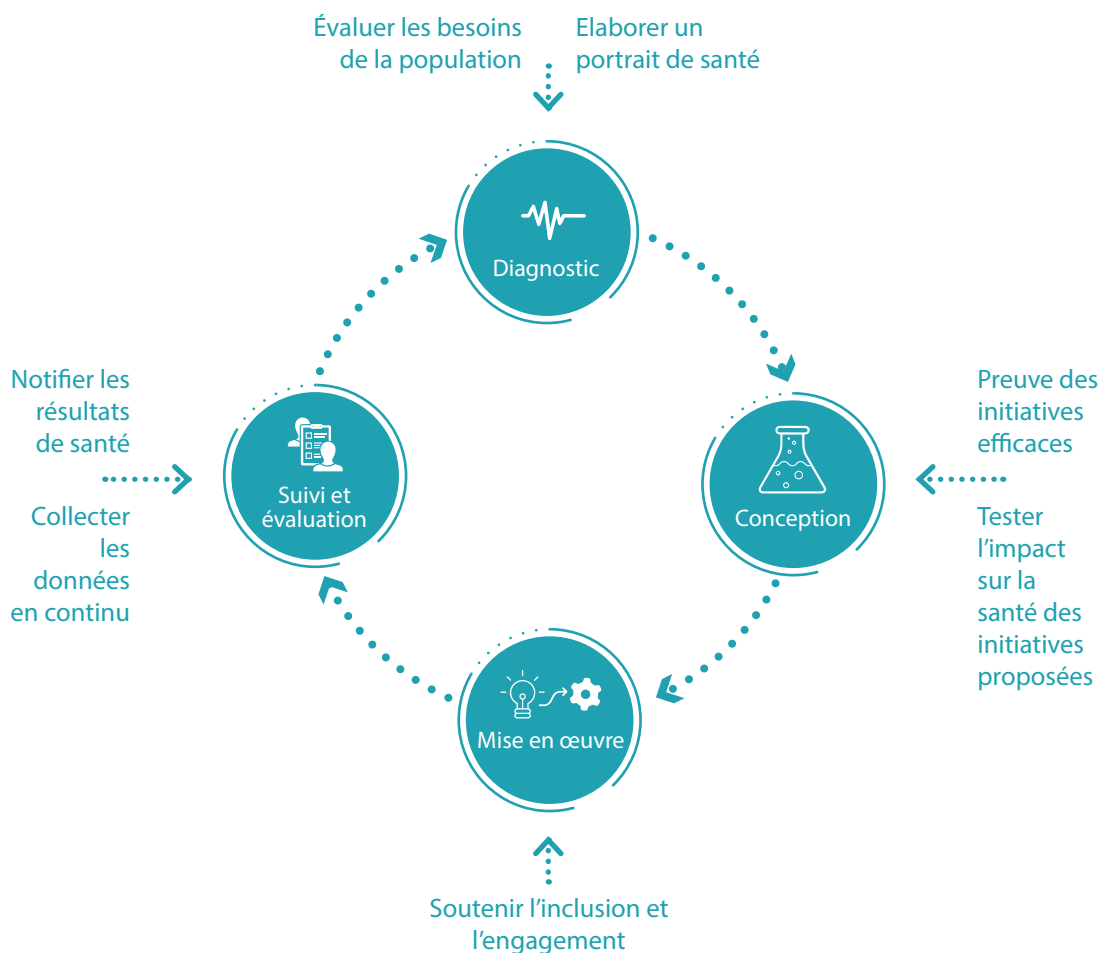 Évaluer les besoins
de la population
Elaborer un
portrait de santé
Diagnostic
Notifier les
résultats
de santé
Collecter
les
données
en continu
Suivi et
évaluation
Conception
Preuve des
initiatives
efficaces
Tester
l’impact
sur la
santé des
initiatives
proposées
Mise en œuvre
Soutenir l’inclusion et
l’engagement